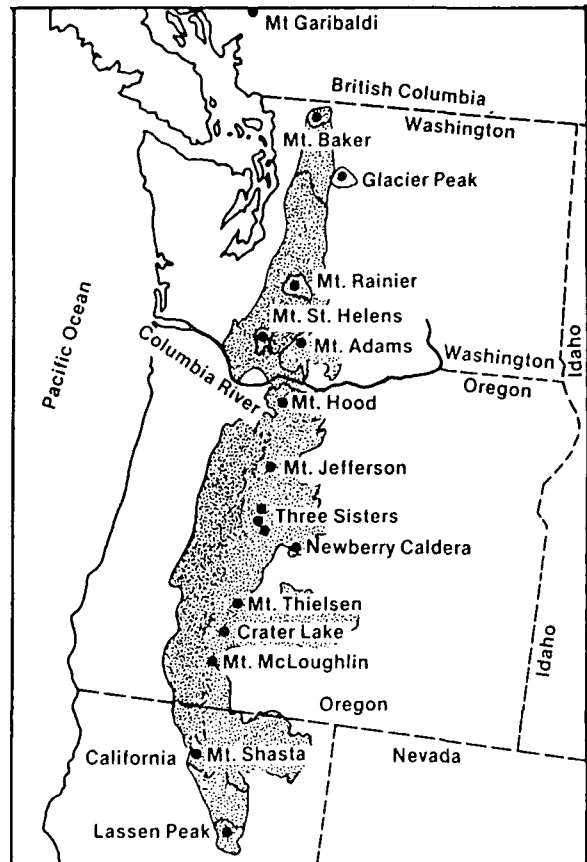 Mt Garibaldi
British Columbia
Washington
Mt. Baker
Glacier Peak
Mt. Rainier
Mt. St. Helens
Mt. Adams
Pacific Ocean
Columbia River
Washington
Oregon
Idaho
Mt. Hood
Mt. Jefferson
Three Sisters
Newberry Caldera
Mt. Thielsen
Crater Lake
Mt. McLoughlin
Idaho
Oregon
California
Mt. Shasta
Nevada
Lassen Peak